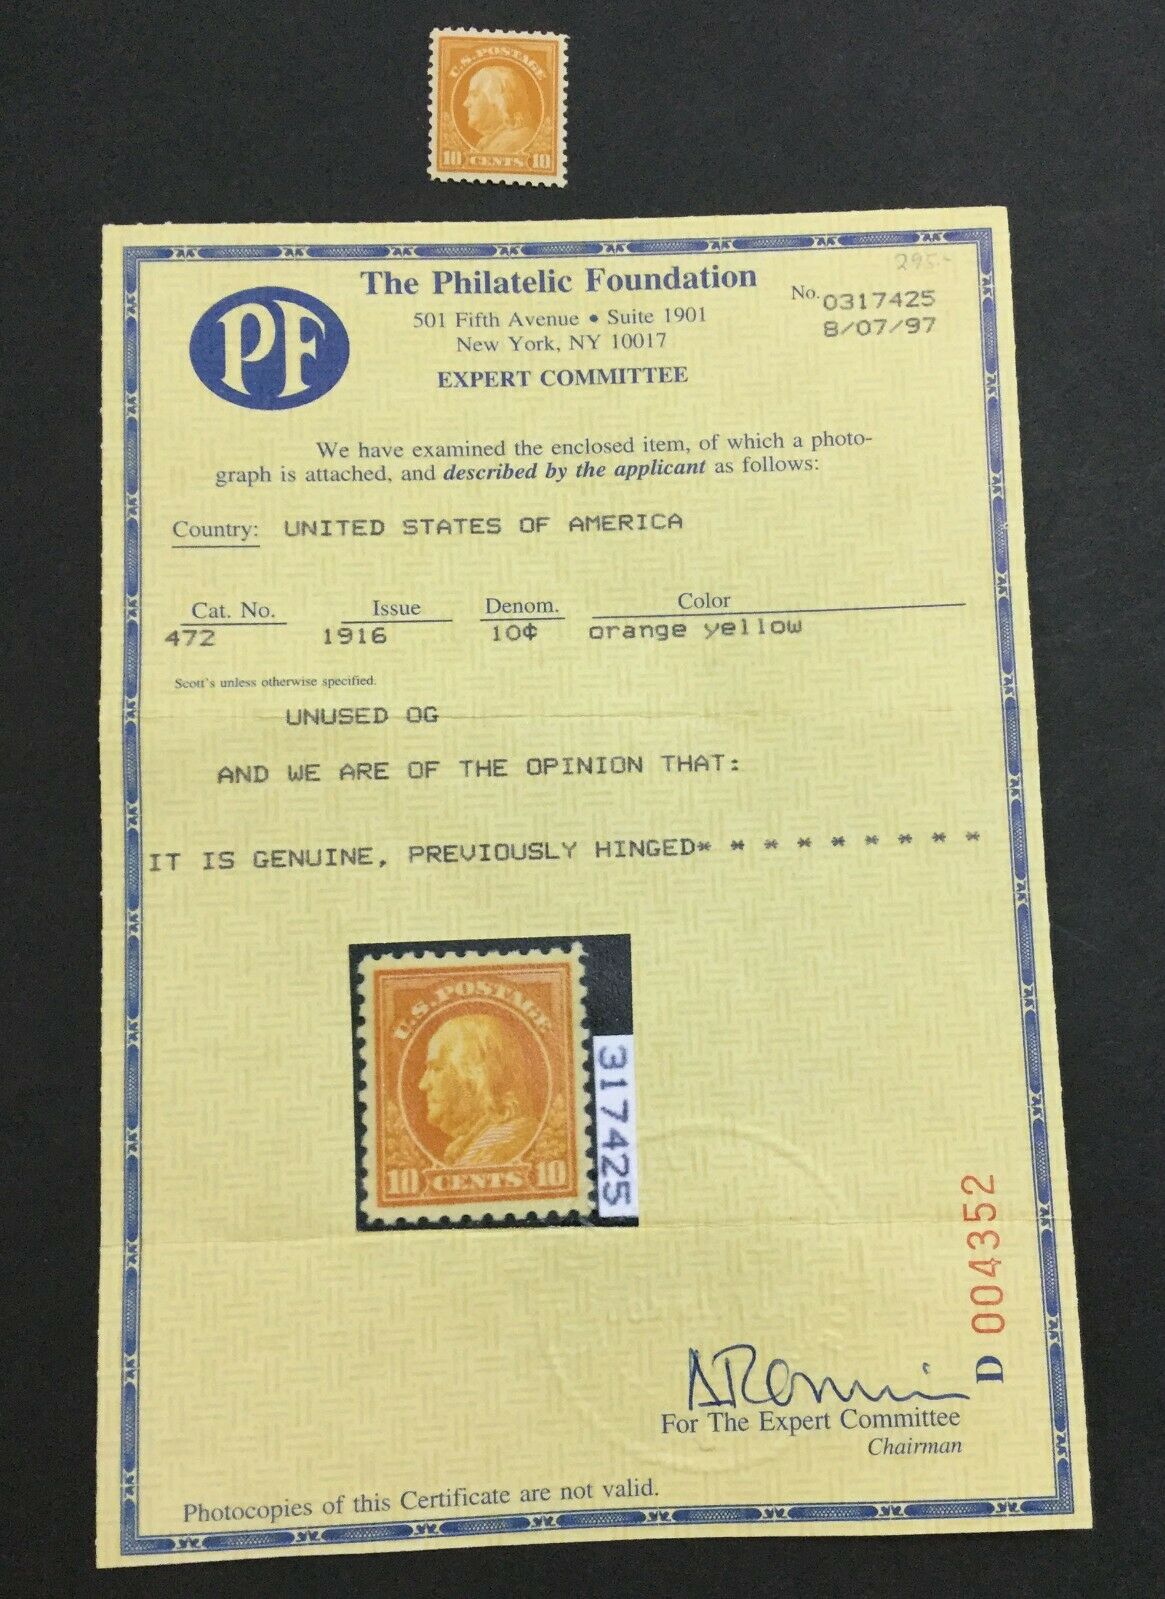 U.S. POSTAGE
10 CENTS 10
295-
The Philatelic Foundation
501 Fifth Avenue • Suite 1901
New York, NY 10017
EXPERT COMMITTEE
PF
No. 0317425
8/07/97
We have examined the enclosed item, of which a photo-
graph is attached, and described by the applicant as follows:
Country: UNITED STATES OF AMERICA
Cat. No. Issue Denom. Color
472 1916 10¢ orange yellow
Scott's unless otherwise specified.
UNUSED OG
AND WE ARE OF THE OPINION THAT:
IT IS GENUINE, PREVIOUSLY HINGED* * * * * * * * *
U.S. POSTAGE
10 CENTS 10
317425
D 004352
For The Expert Committee
Chairman
Photocopies of this Certificate are not valid.